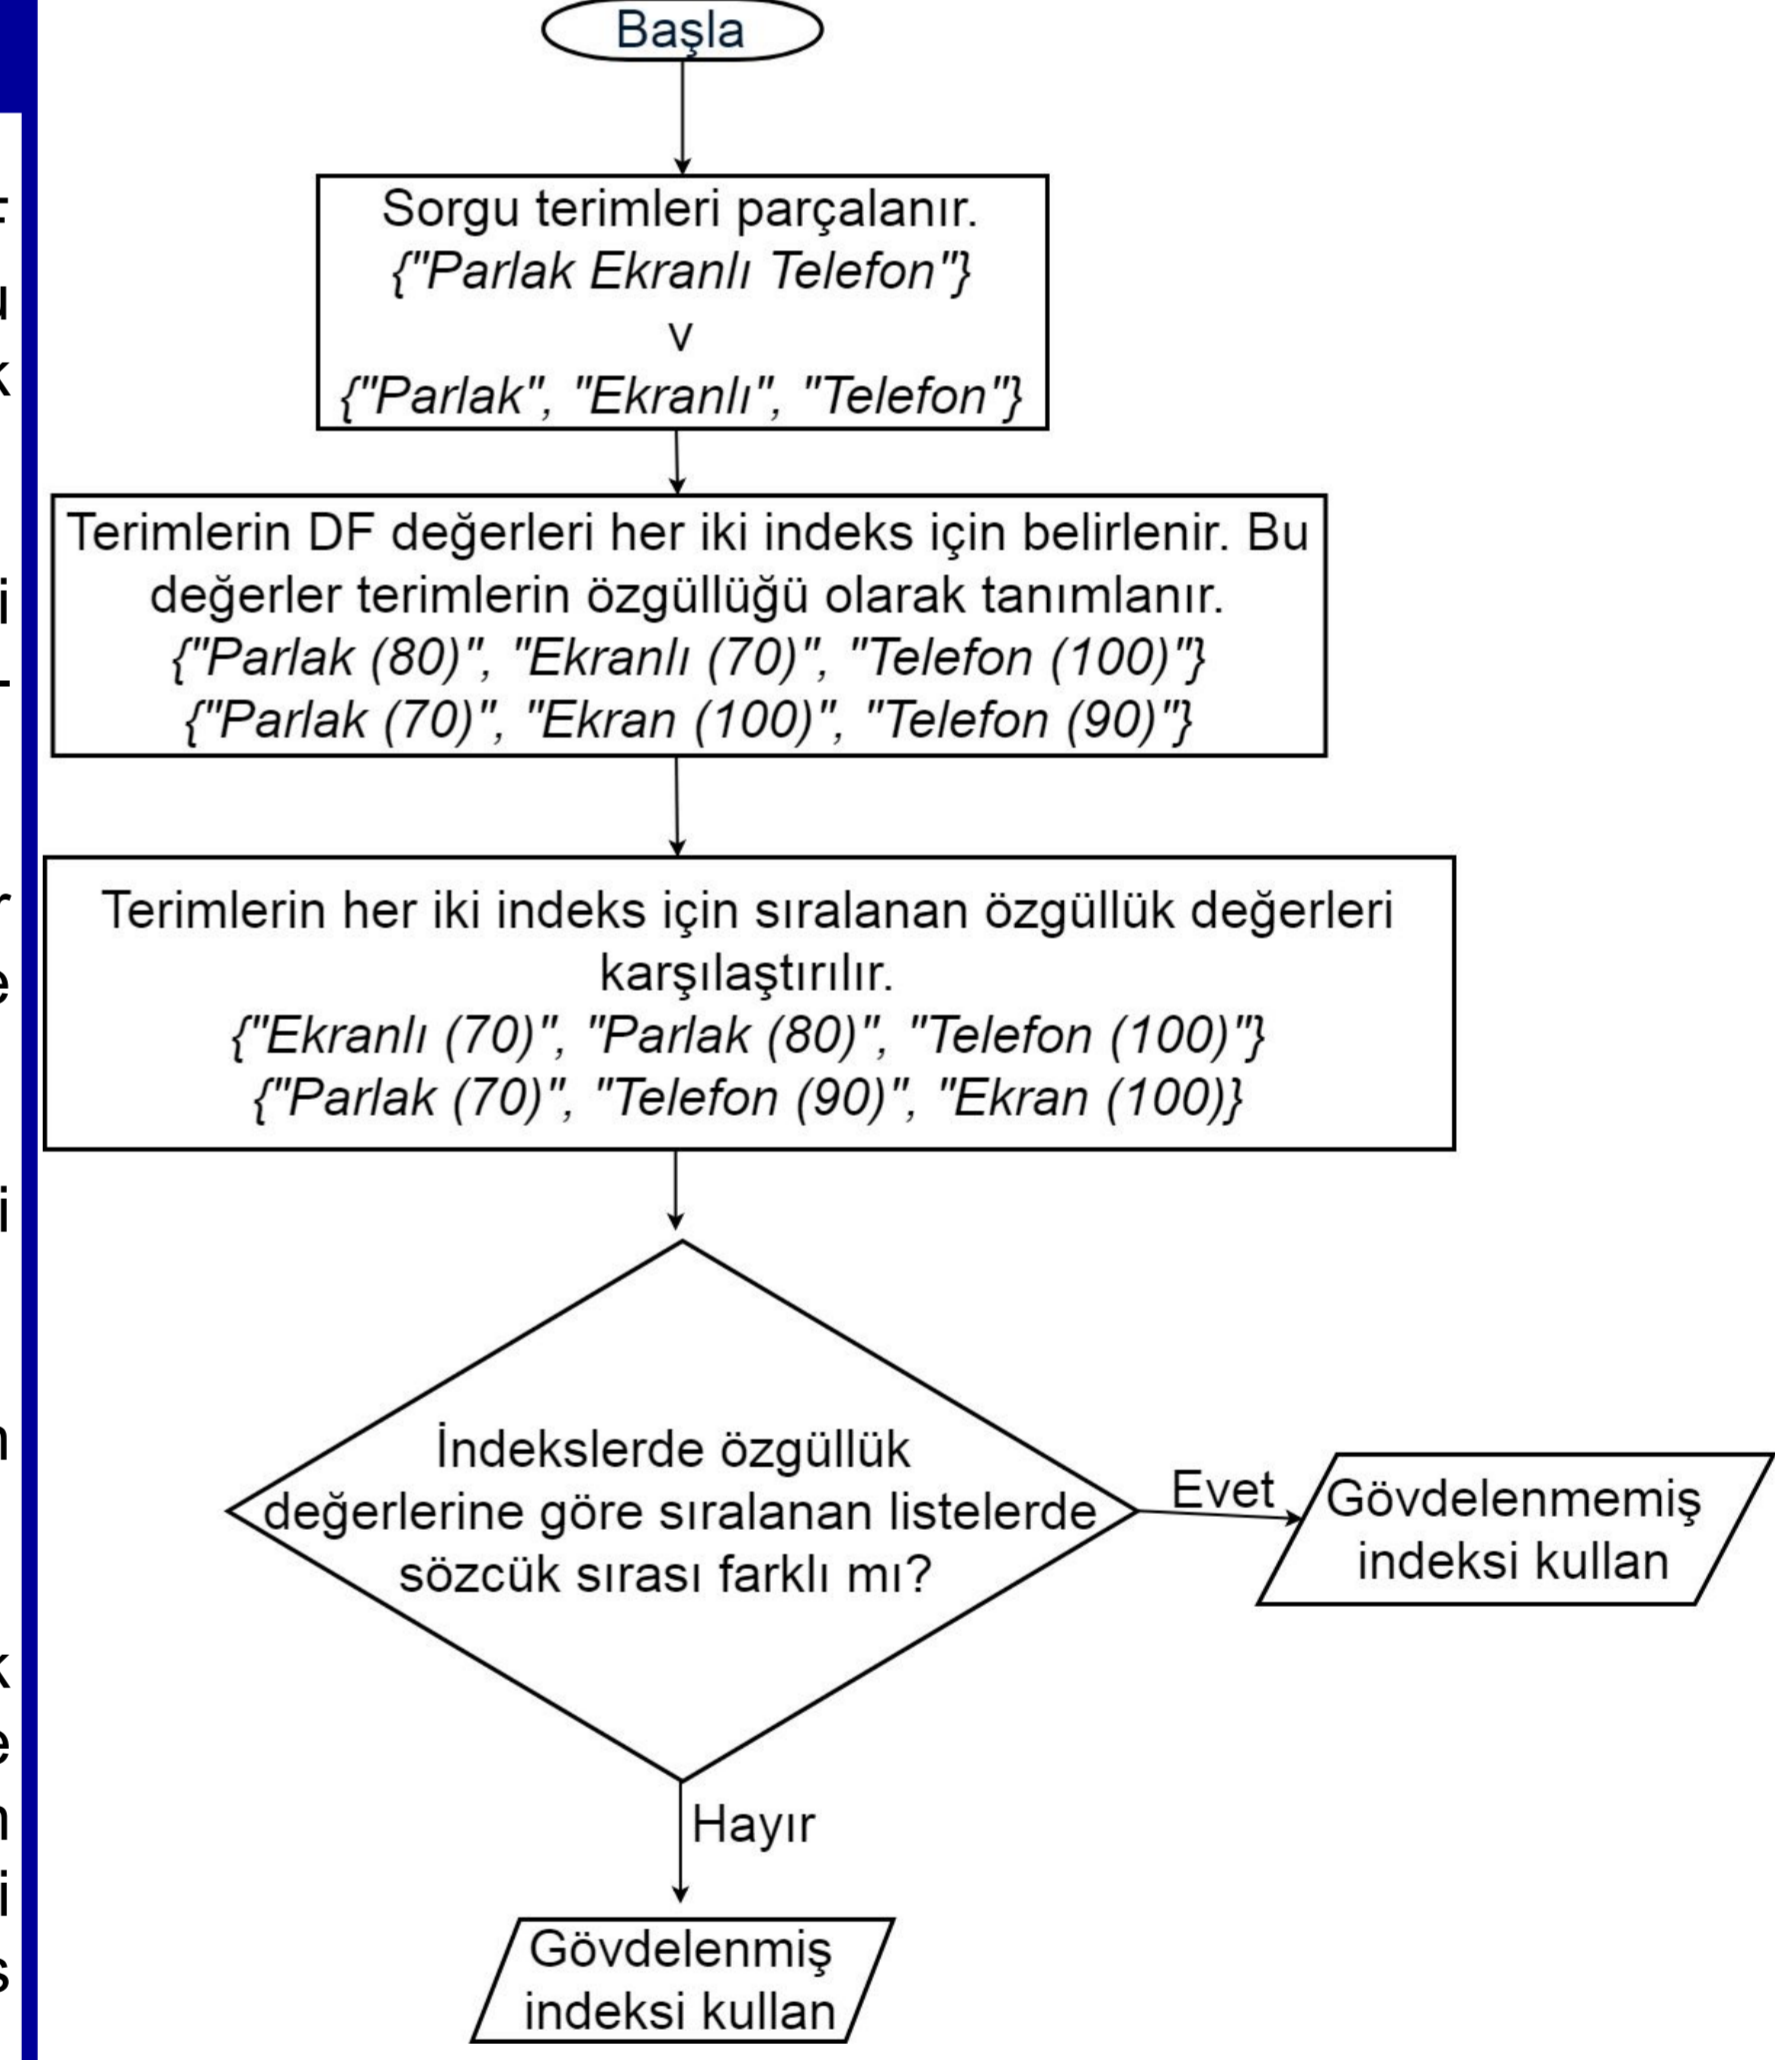 Başla
Sorgu terimleri parçalanır.
{"Parlak Ekranlı Telefon"}
v
{"Parlak", "Ekranlı", "Telefon"}
Terimlerin DF değerleri her iki indeks için belirlenir. Bu
değerler terimlerin özgüllüğü olarak tanımlanır.
{"Parlak (80)", "Ekranlı (70)", "Telefon (100)"}
{"Parlak (70)", "Ekran (100)", "Telefon (90)"}
Terimlerin her iki indeks için sıralanan özgüllük değerleri
karşılaştırılır.
{"Ekranlı (70)", "Parlak (80)", "Telefon (100)"}
{"Parlak (70)", "Telefon (90)", "Ekran (100)}
İndekslerde özgüllük
değerlerine göre sıralanan listelerde
sözcük sırası farklı mı?
Evet
Gövdelenmemiş
indeksi kullan
Hayır
Gövdelenmiş
indeksi kullan